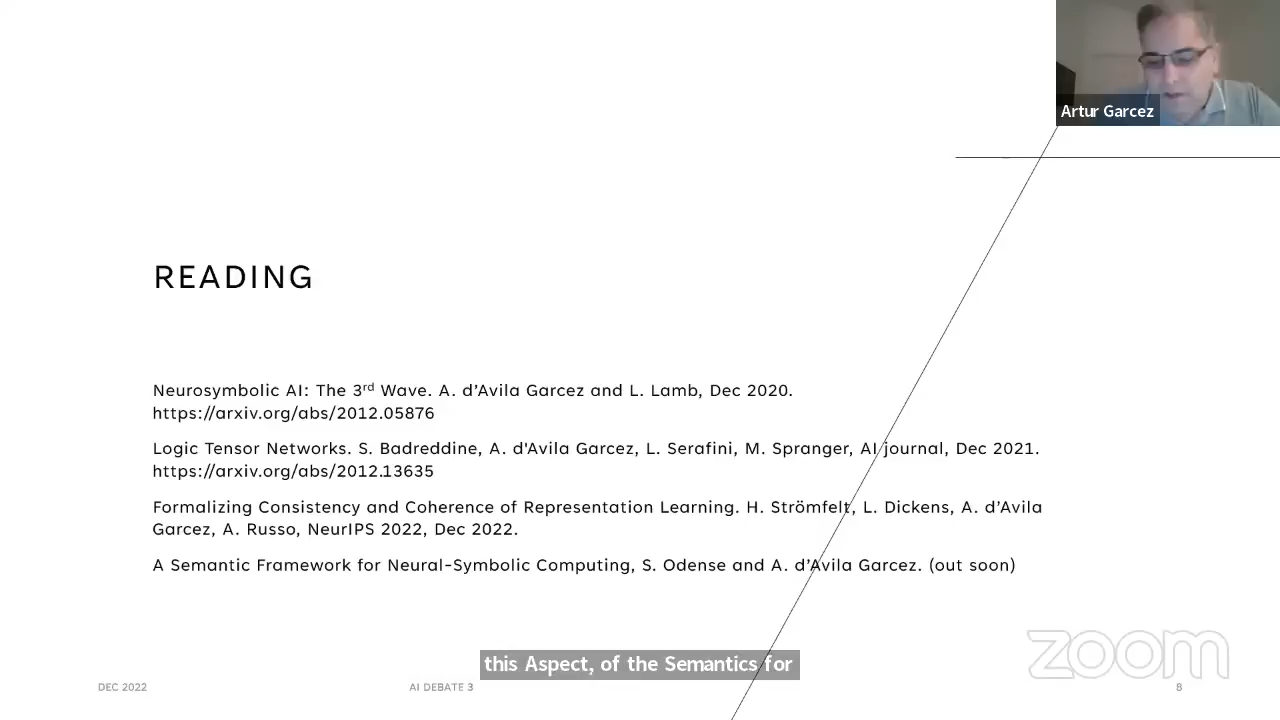 Artur Garcez
READING
Neurosymbolic AI: The 3rd Wave. A. d’Avila Garcez and L. Lamb, Dec 2020.
https://arxiv.org/abs/2012.05876
Logic Tensor Networks. S. Badreddine, A. d'Avila Garcez, L. Serafini, M. Spranger, AI journal, Dec 2021.
https://arxiv.org/abs/2012.13635
Formalizing Consistency and Coherence of Representation Learning. H. Strömfelt, L. Dickens, A. d’Avila
Garcez, A. Russo, NeurIPS 2022, Dec 2022.
A Semantic Framework for Neural-Symbolic Computing, S. Odense and A. d’Avila Garcez. (out soon)
this Aspect, of the Semantics for
zoom
DEC 2022
AI DEBATE 3
8